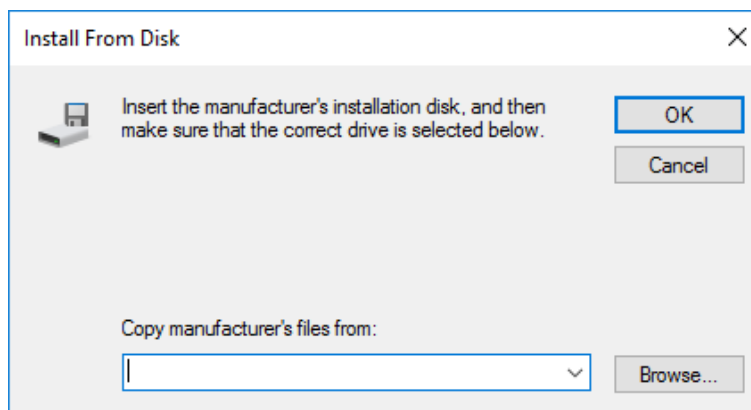 Install From Disk
Insert the manufacturer's installation disk, and then
make sure that the correct drive is selected below.
OK
Cancel
Copy manufacturer's files from:
Browse...